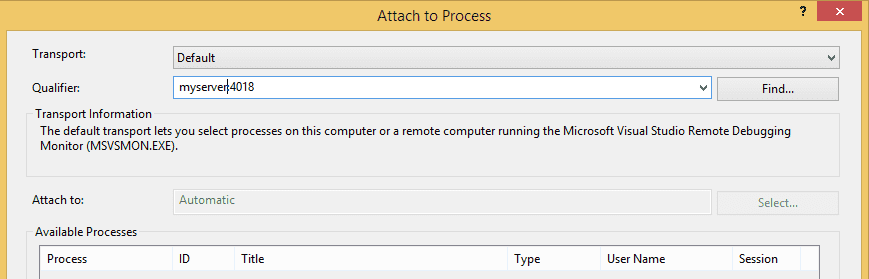 Attach to Process
? x
Transport: Default
Qualifier: myserver:4018 Find...
Transport Information
The default transport lets you select processes on this computer or a remote computer running the Microsoft Visual Studio Remote Debugging
Monitor (MSVSMON.EXE).
Attach to: Automatic Select...
Available Processes
Process ID Title Type User Name Session